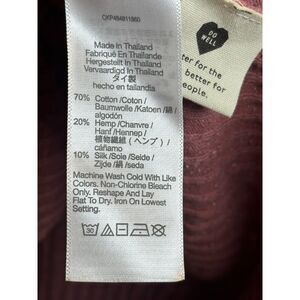 Made in Thailand
Fabriqué En Thaïlande
Hergestellt in Thailand
Vervaardigd in Thailand
タイ製
hecho en tailandia
70% Cotton /Coton/
Baumwolle /Katoen /綿/
algodón
20% Hemp /Chanvre /
Hanf /Hennep /
植物繊維 (ヘンプ) /
cáñamo
10% Silk /Soie /Seide /
Zijde /絹 /seda
Machine Wash Cold With Like
Colors. Non-Chlorine Bleach
Only. Reshape And Lay
Flat To Dry. Iron On Lowest
Setting.
30
DO
WELL
ter for the
better for
eople.